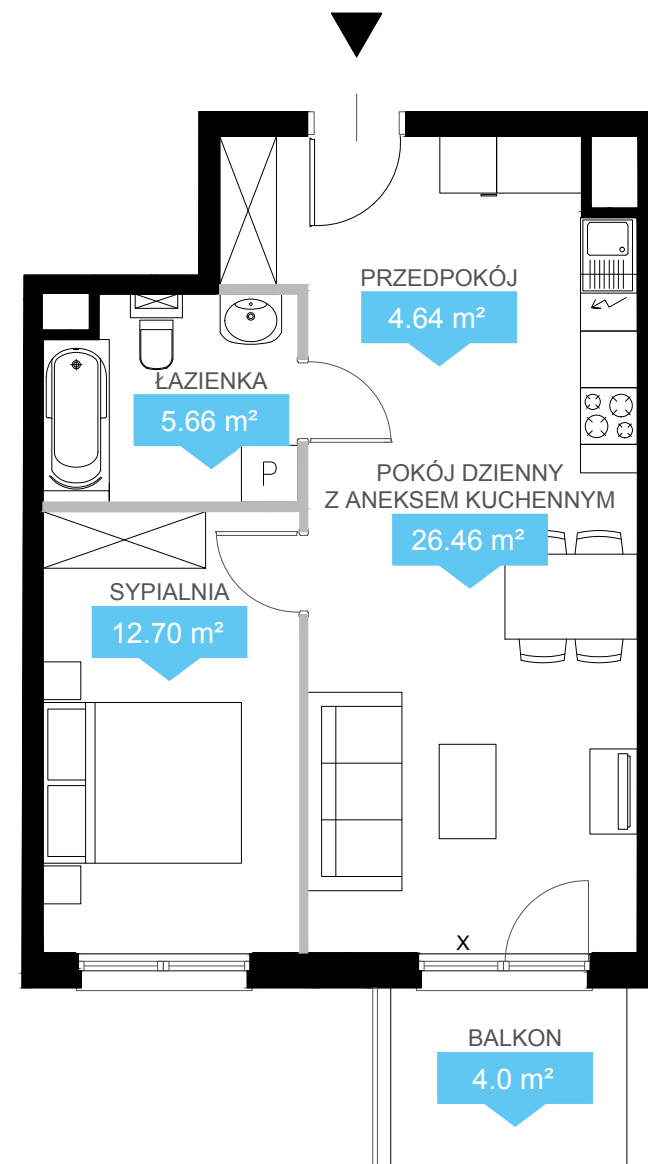 PRZEDPOKÓJ
4.64 m²
ŁAZIENKA
5.66 m²
P
POKÓJ DZIENNY
Z ANEKSEM KUCHENNYM
26.46 m²
SYPIALNIA
12.70 m²
X
BALKON
4.0 m²